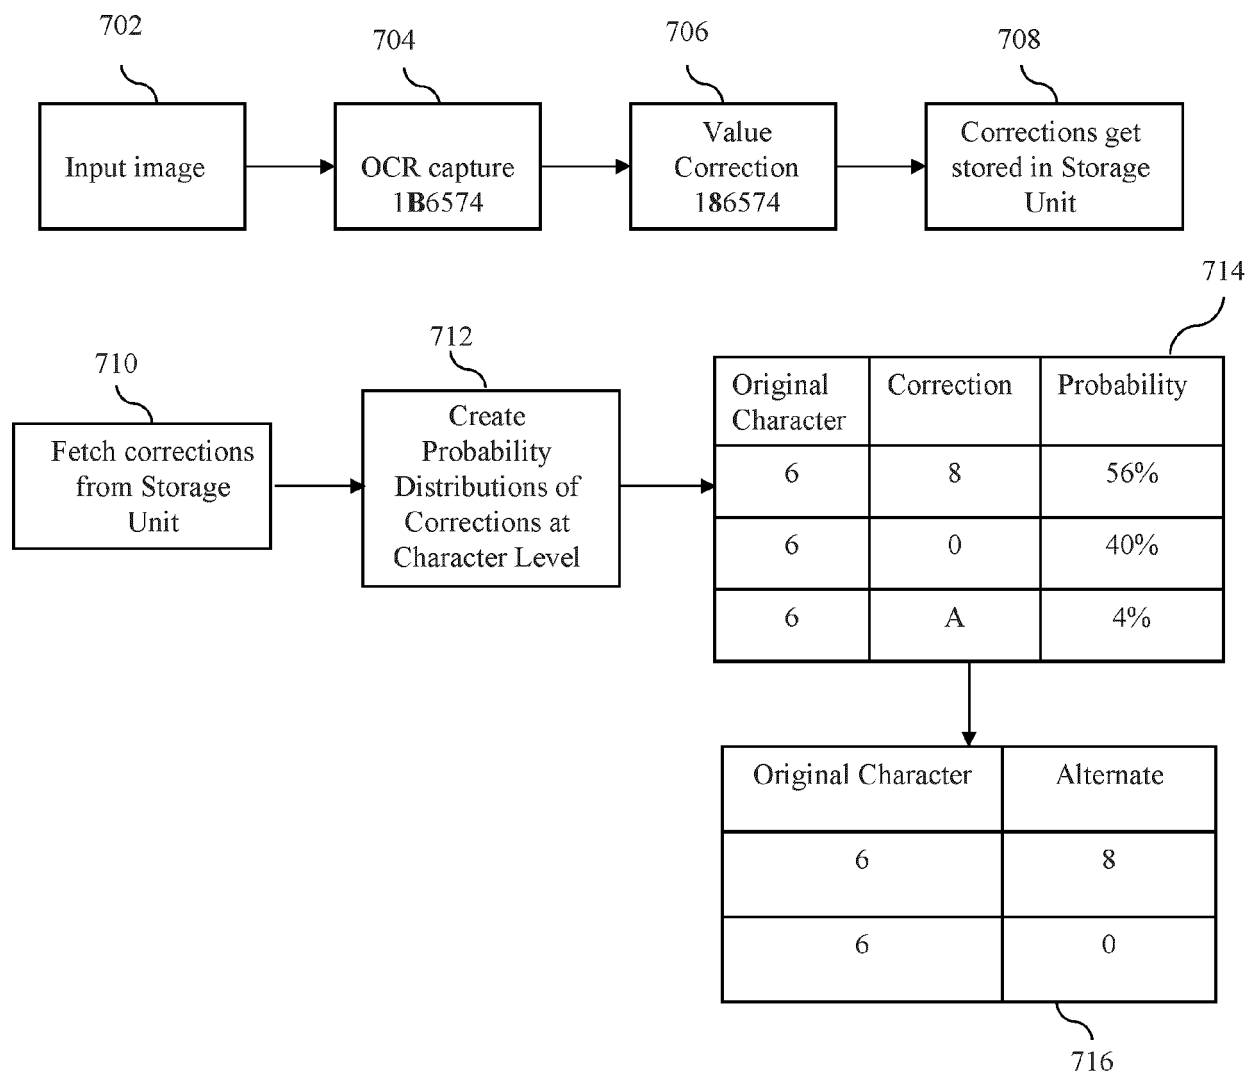 702
704
706
708
Input image
OCR capture
1B6574
Value
Correction
186574
Corrections get
stored in Storage
Unit
710
712
714
Fetch corrections
from Storage
Unit
Create
Probability
Distributions of
Corrections at
Character Level
Original
Character
Correction
Probability
6
8
56%
6
0
40%
6
A
4%
Original Character
Alternate
6
8
6
0
716